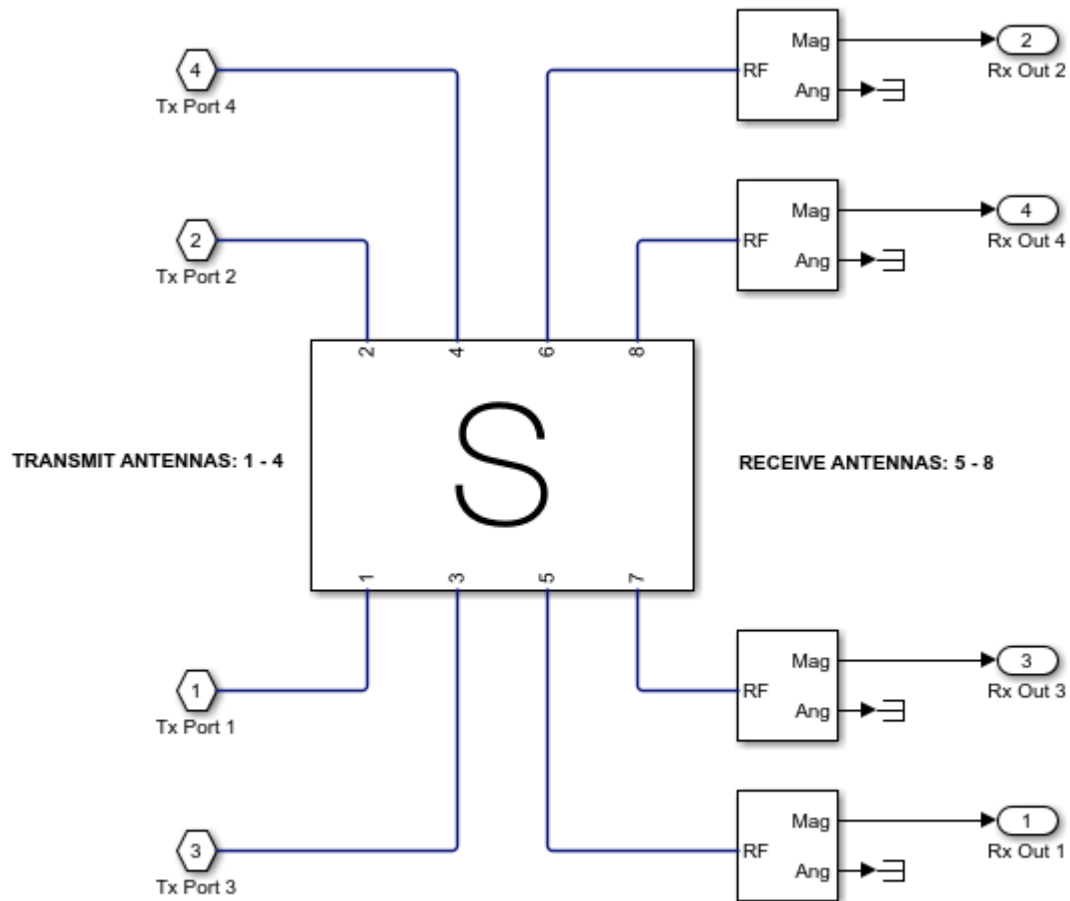 Mag
2
Rx Out 2
4
RF
Tx Port 4
Ang
Mag
4
Rx Out 4
2
RF
Tx Port 2
Ang
2 4 6 8
TRANSMIT ANTENNAS: 1 - 4
S
RECEIVE ANTENNAS: 5 - 8
1 3 5 7
Mag
3
Rx Out 3
1
RF
Tx Port 1
Ang
Mag
1
Rx Out 1
3
RF
Tx Port 3
Ang